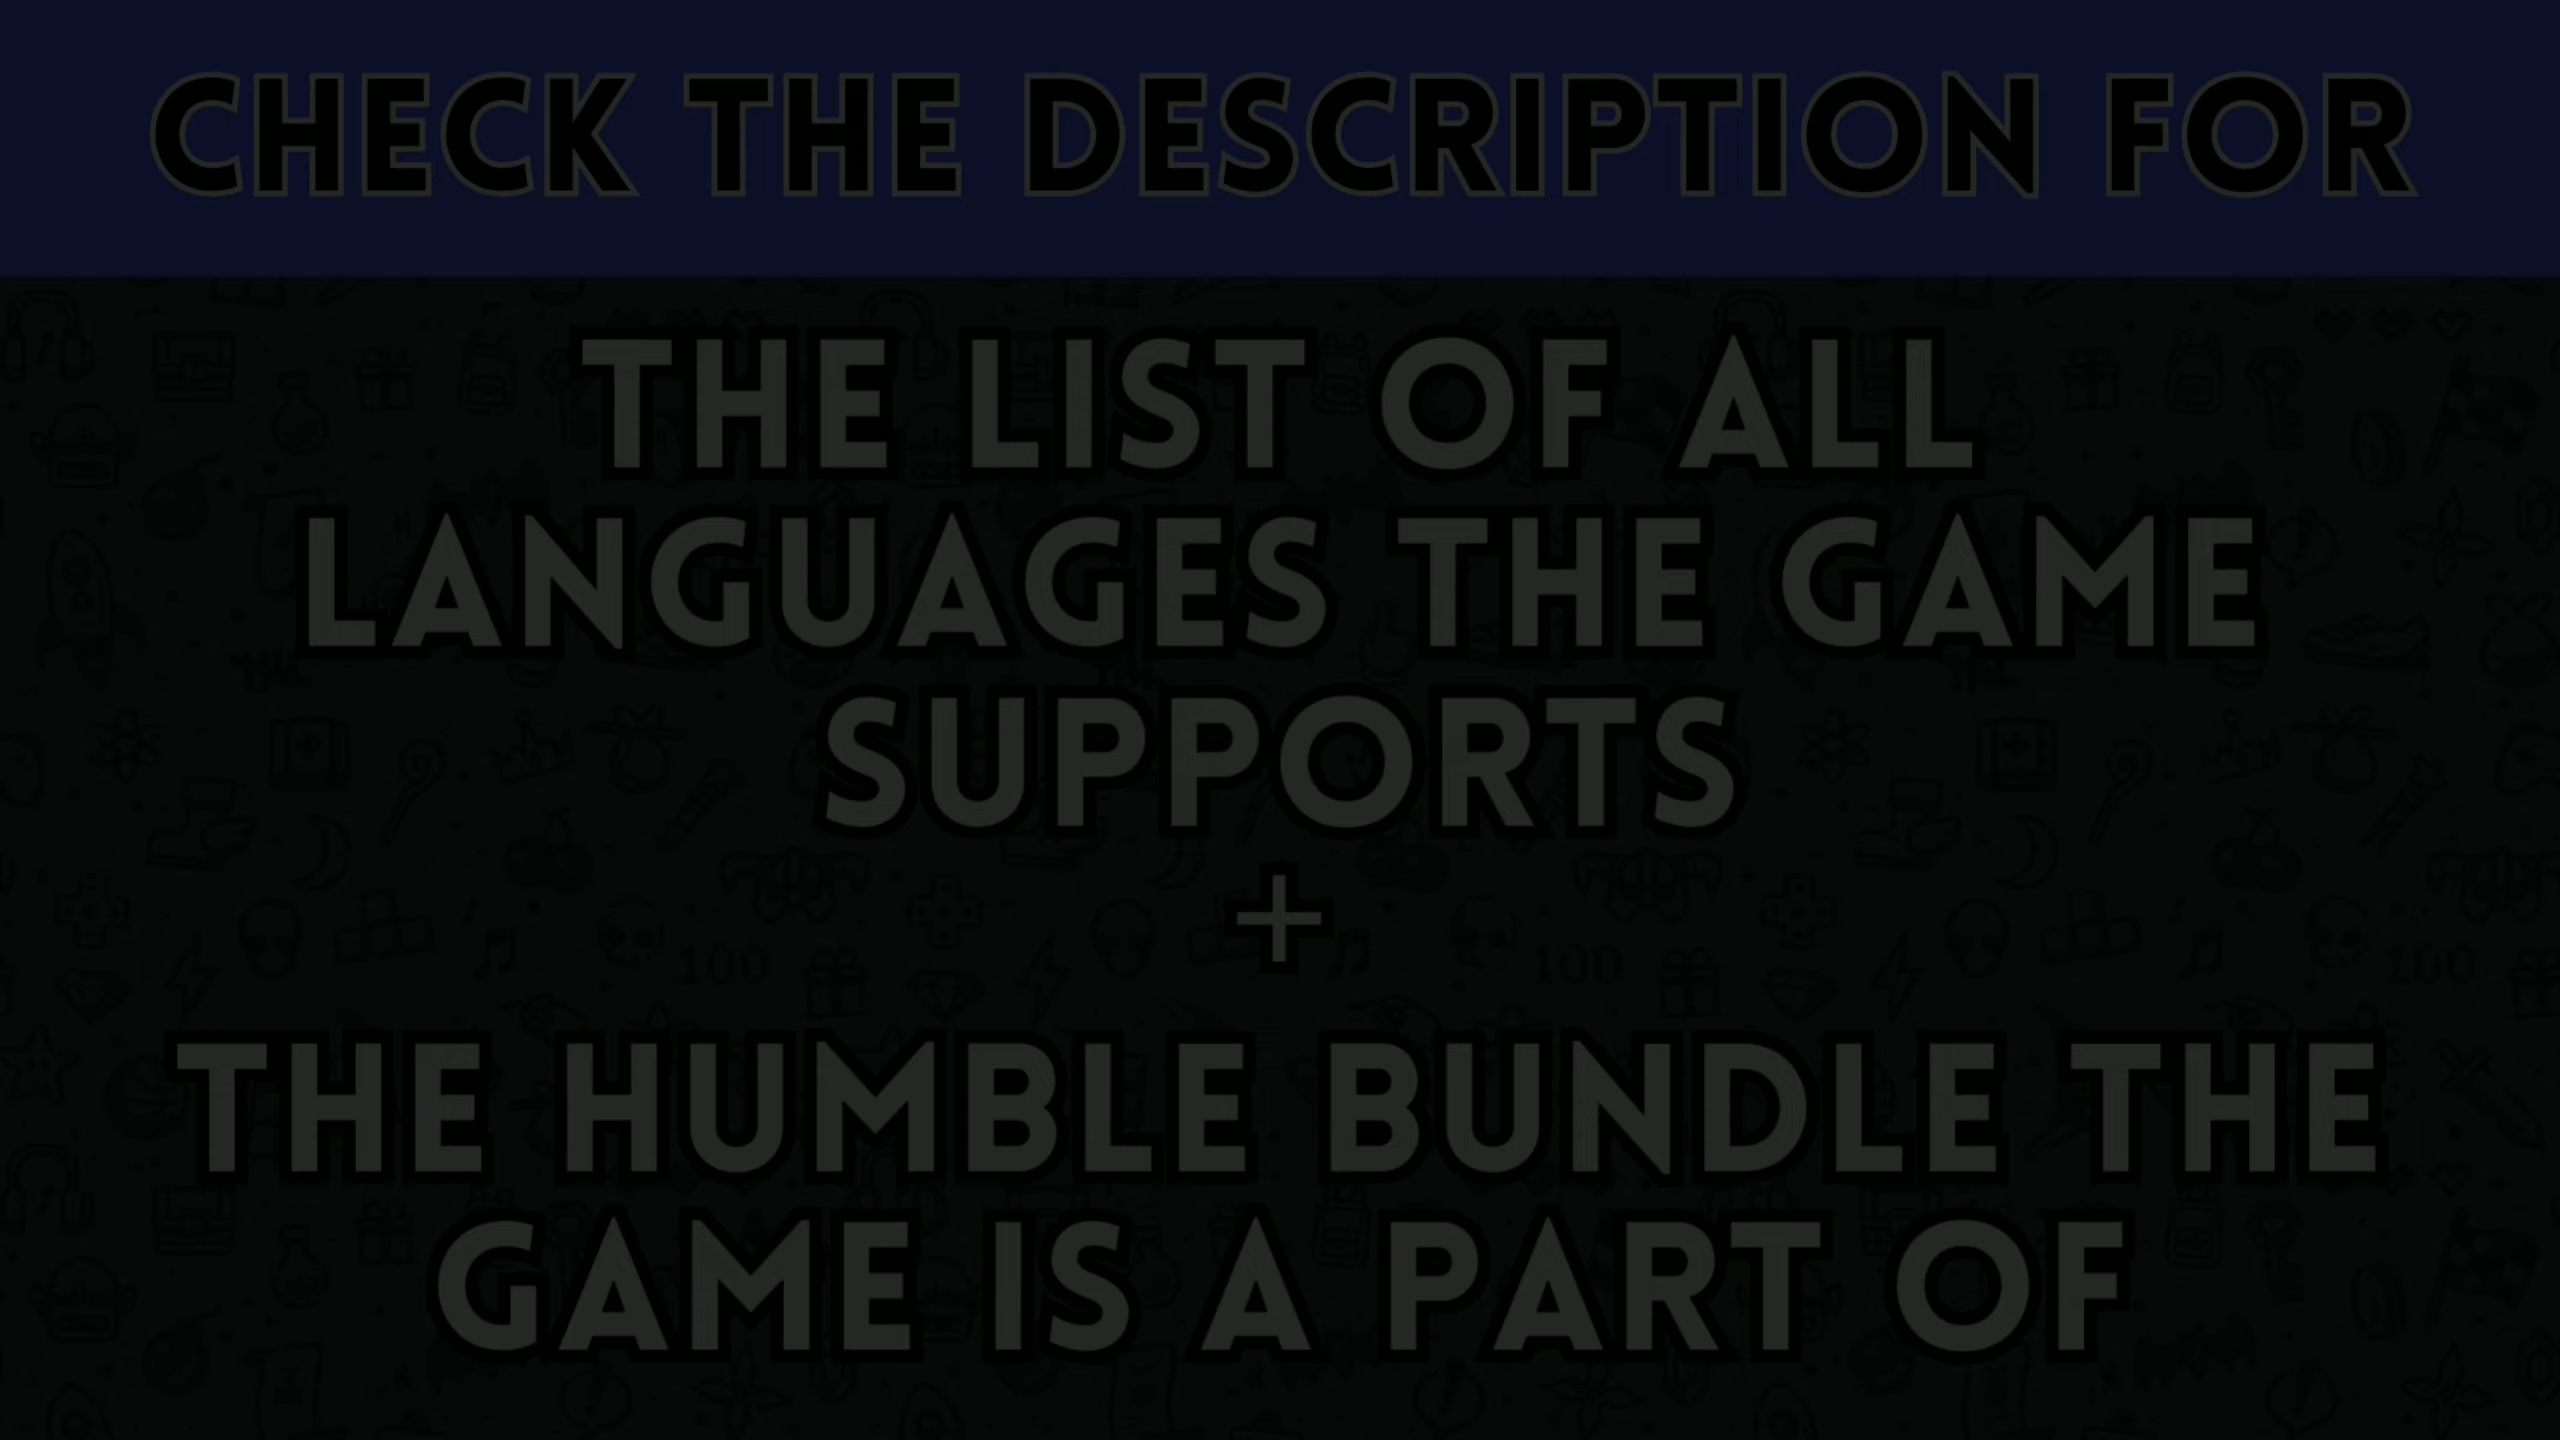 CHECK THE DESCRIPTION FOR
THE LIST OF ALL
LANGUAGES THE GAME
SUPPORTS
+
THE HUMBLE BUNDLE THE
GAME IS A PART OF